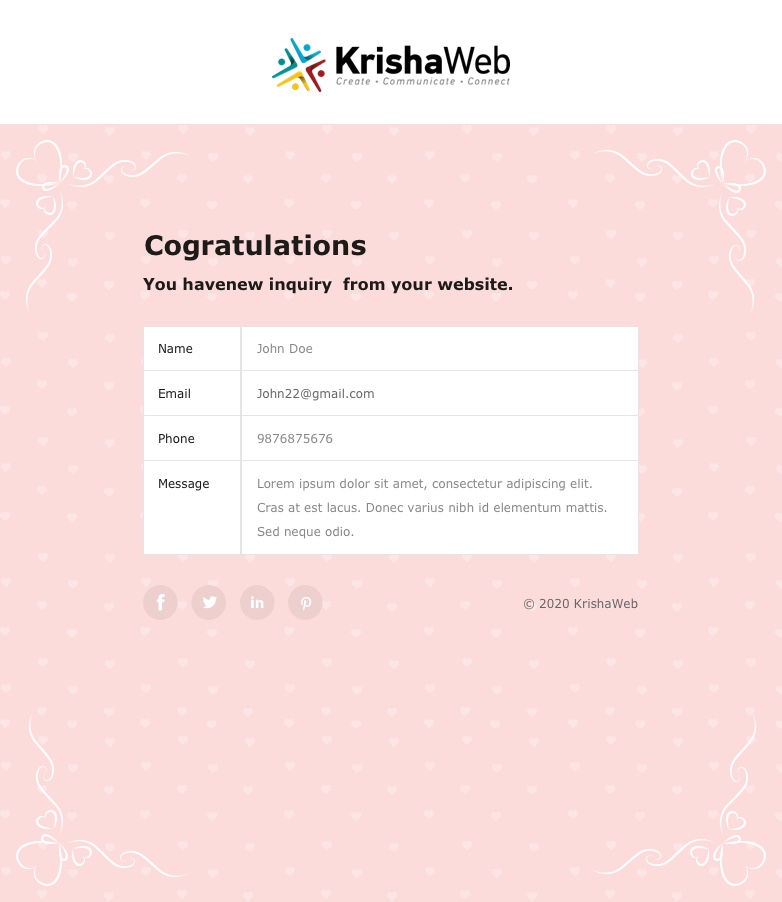 KrishaWeb
Create • Communicate • Connect
Cogratulations
You havenew inquiry  from your website.
Name John Doe
Email John22@gmail.com
Phone 9876875676
Message Lorem ipsum dolor sit amet, consectetur adipiscing elit.
Cras at est lacus. Donec varius nibh id elementum mattis.
Sed neque odio.
© 2020 KrishaWeb